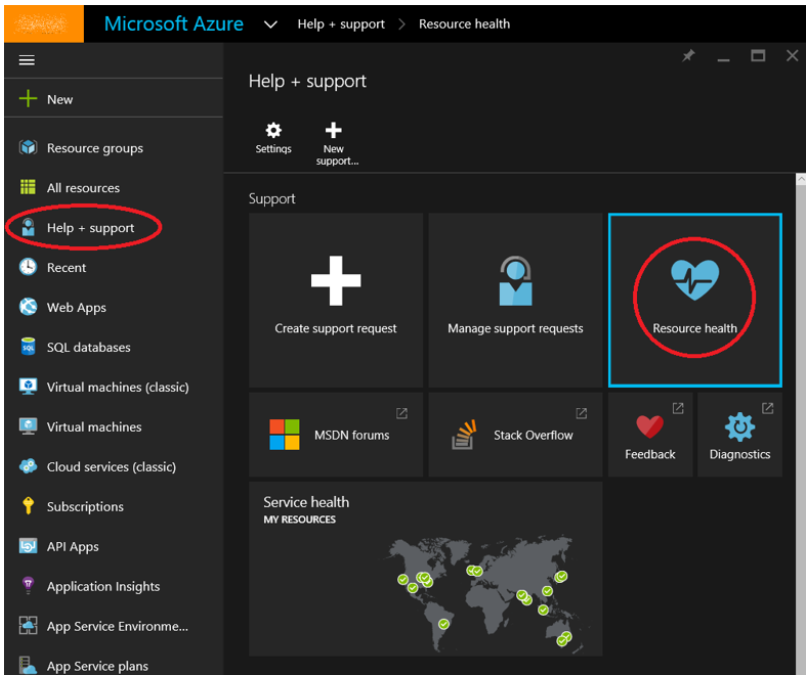 Microsoft Azure
Help + support > Resource health
New
Resource groups
All resources
Help + support
Recent
Web Apps
SQL databases
Virtual machines (classic)
Virtual machines
Cloud services (classic)
Subscriptions
API Apps
Application Insights
App Service Environme...
App Service plans
Help + support
Settings
New
support...
Support
Create support request
Manage support requests
Resource health
MSDN forums
Stack Overflow
Feedback
Diagnostics
Service health
MY RESOURCES